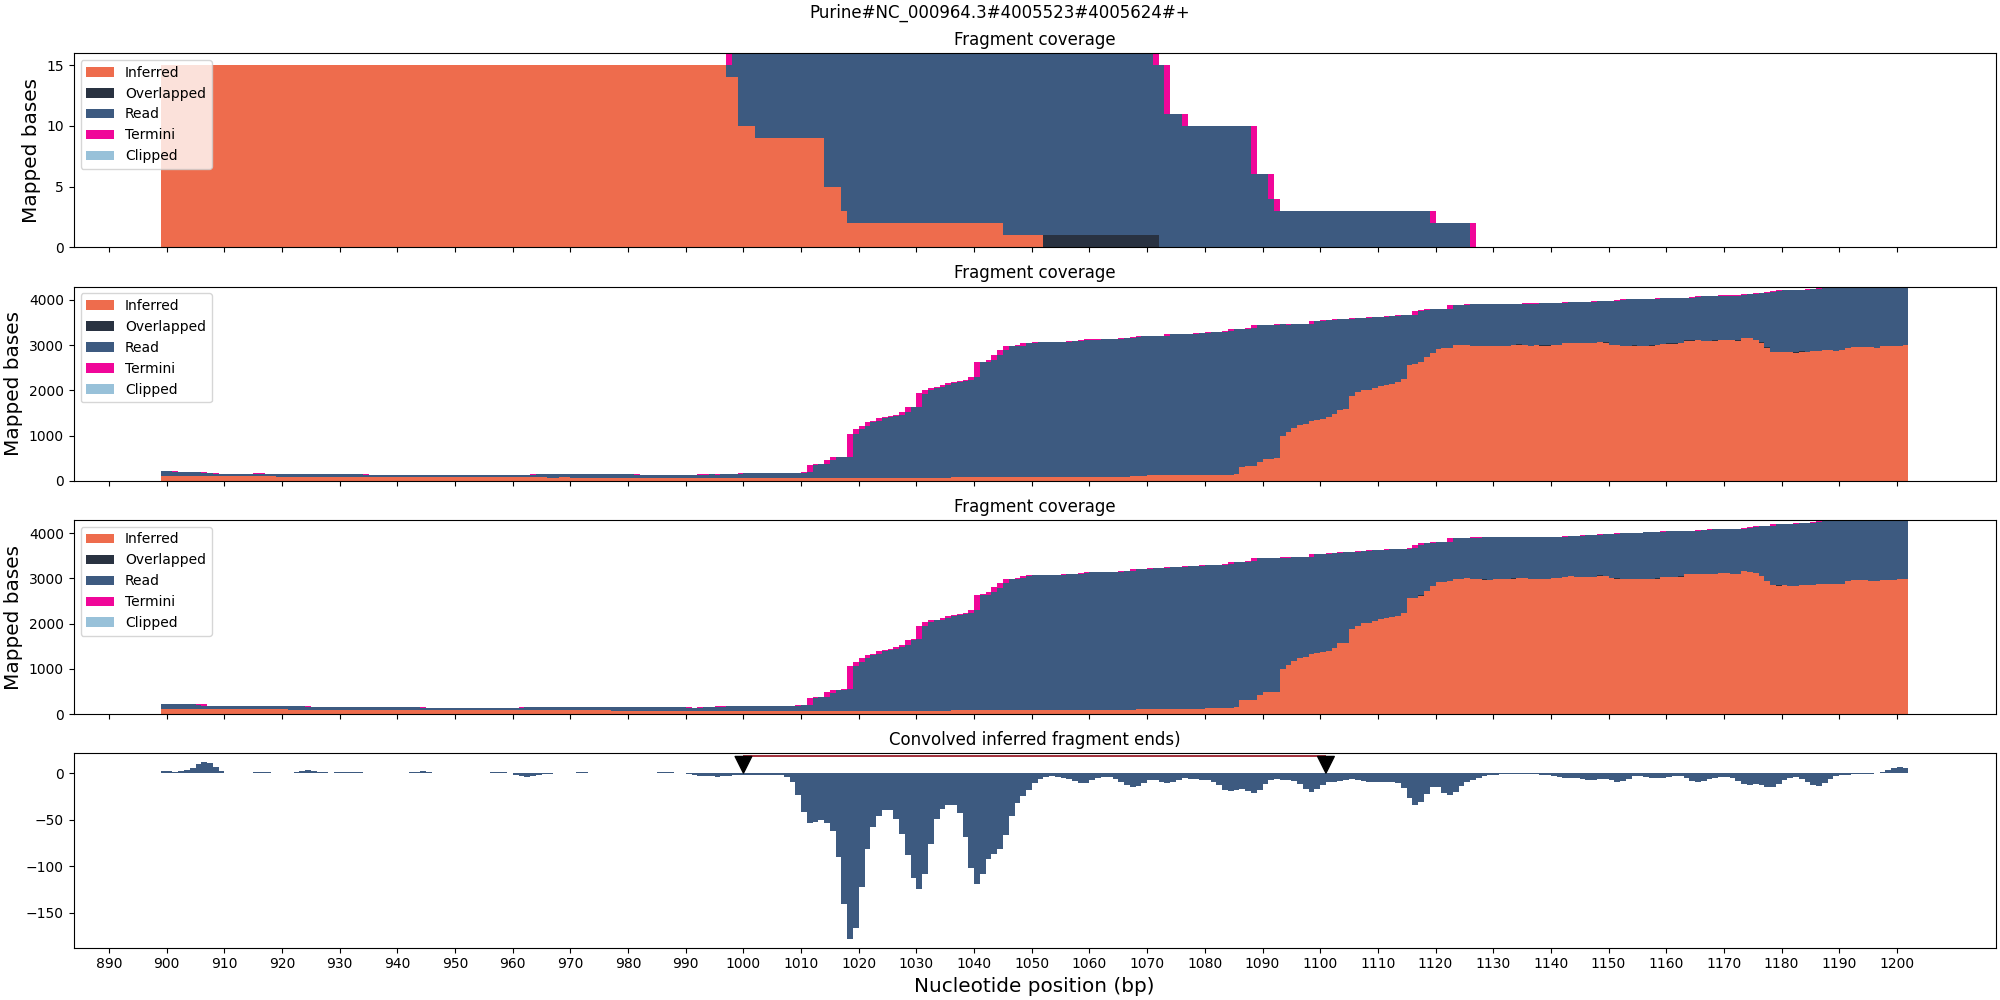 Purine#NC_000964.3#4005523#4005624#+
Fragment coverage
Mapped bases
15
10
5
0
Inferred
Overlapped
Read
Termini
Clipped
Fragment coverage
Mapped bases
4000
3000
2000
1000
0
Inferred
Overlapped
Read
Termini
Clipped
Fragment coverage
Mapped bases
4000
3000
2000
1000
0
Inferred
Overlapped
Read
Termini
Clipped
Convolved inferred fragment ends)
0
−50
−100
−150
890 900 910 920 930 940 950 960 970 980 990 1000 1010 1020 1030 1040 1050 1060 1070 1080 1090 1100 1110 1120 1130 1140 1150 1160 1170 1180 1190 1200
Nucleotide position (bp)